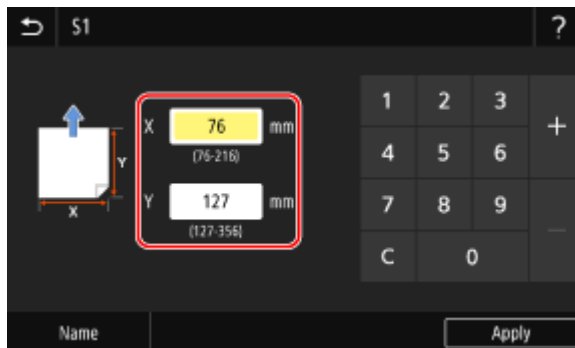 S1 ?
X 76 mm
(76-216)
Y 127 mm
(127-356)
Y
X
1 2 3 +
4 5 6
7 8 9 —
C 0
Name Apply